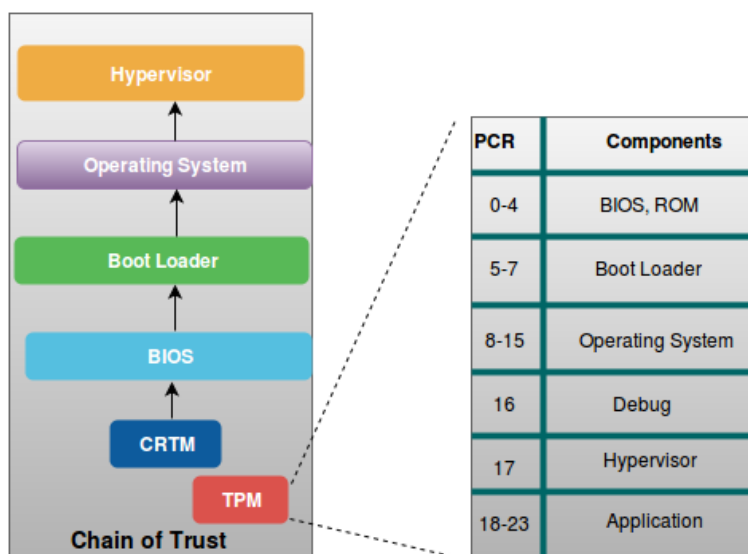 Hypervisor
Operating System
Boot Loader
BIOS
CRTM
TPM
Chain of Trust
PCR Components
0-4 BIOS, ROM
5-7 Boot Loader
8-15 Operating System
16 Debug
17 Hypervisor
18-23 Application